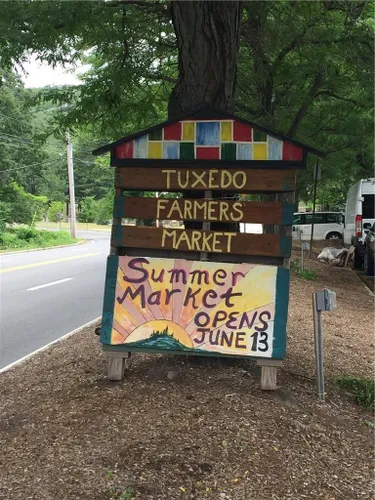 TUXEDO
FARMERS
MARKET
Summer
Market
OPENS
JUNE 13